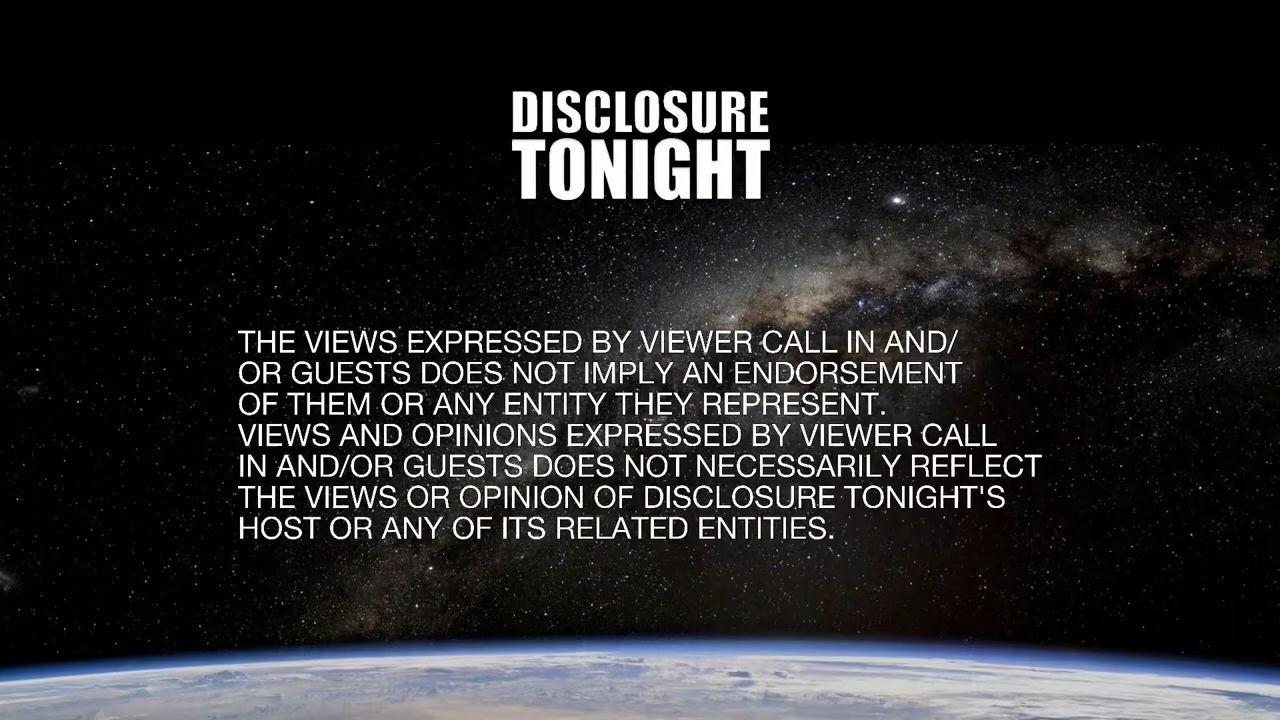 DISCLOSURE
TONIGHT
THE VIEWS EXPRESSED BY VIEWER CALL IN AND/
OR GUESTS DOES NOT IMPLY AN ENDORSEMENT
OF THEM OR ANY ENTITY THEY REPRESENT.
VIEWS AND OPINIONS EXPRESSED BY VIEWER CALL
IN AND/OR GUESTS DOES NOT NECESSARILY REFLECT
THE VIEWS OR OPINION OF DISCLOSURE TONIGHT'S
HOST OR ANY OF ITS RELATED ENTITIES.